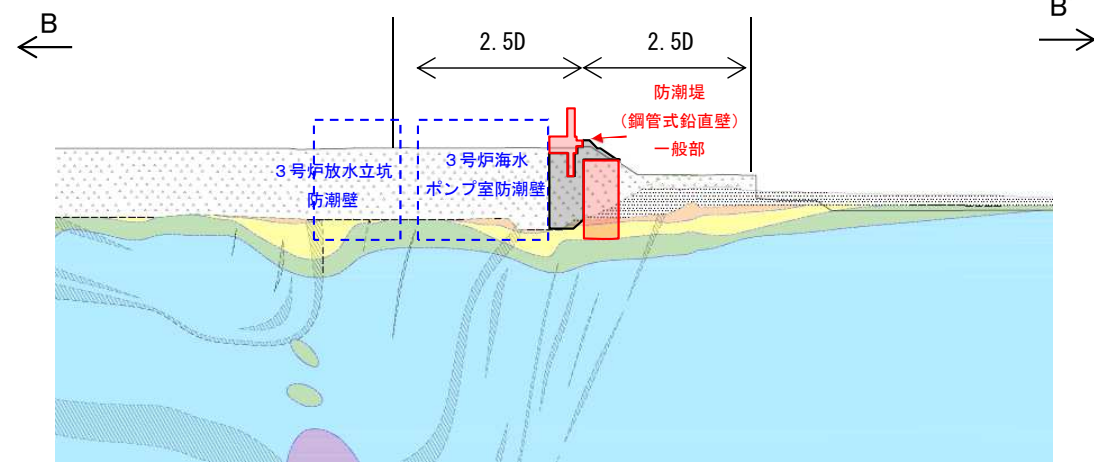 B
B
2.5D
2.5D
防潮堤
（鋼管式鉛直壁）
一般部
3号炉放水立坑
防潮壁
3号炉海水
ポンプ室防潮壁